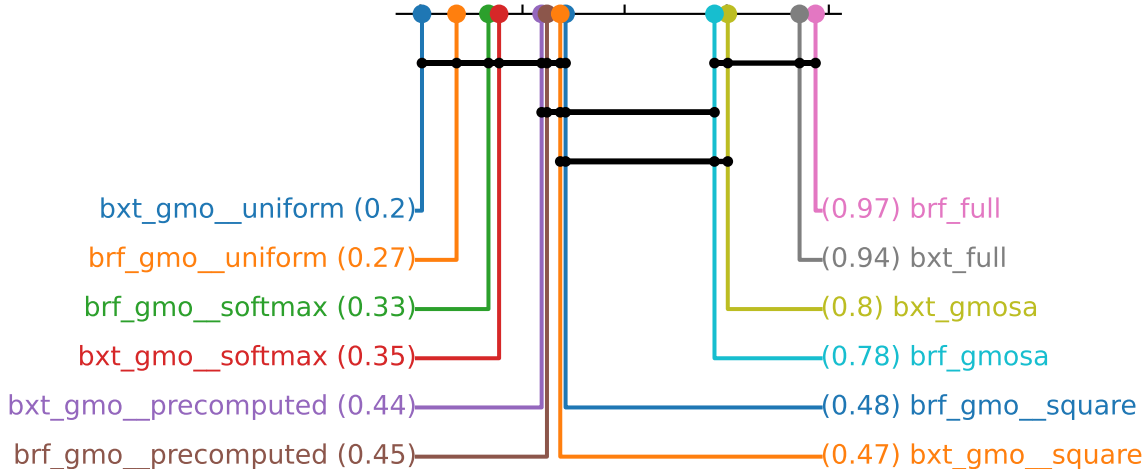 bxt_gmo__uniform (0.2)
(0.97) brf_full
brf_gmo__uniform (0.27)
(0.94) bxt_full
brf_gmo__softmax (0.33)
(0.8) bxt_gmosa
bxt_gmo__softmax (0.35)
(0.78) brf_gmosa
bxt_gmo__precomputed (0.44)
(0.48) brf_gmo__square
brf_gmo__precomputed (0.45)
(0.47) bxt_gmo__square